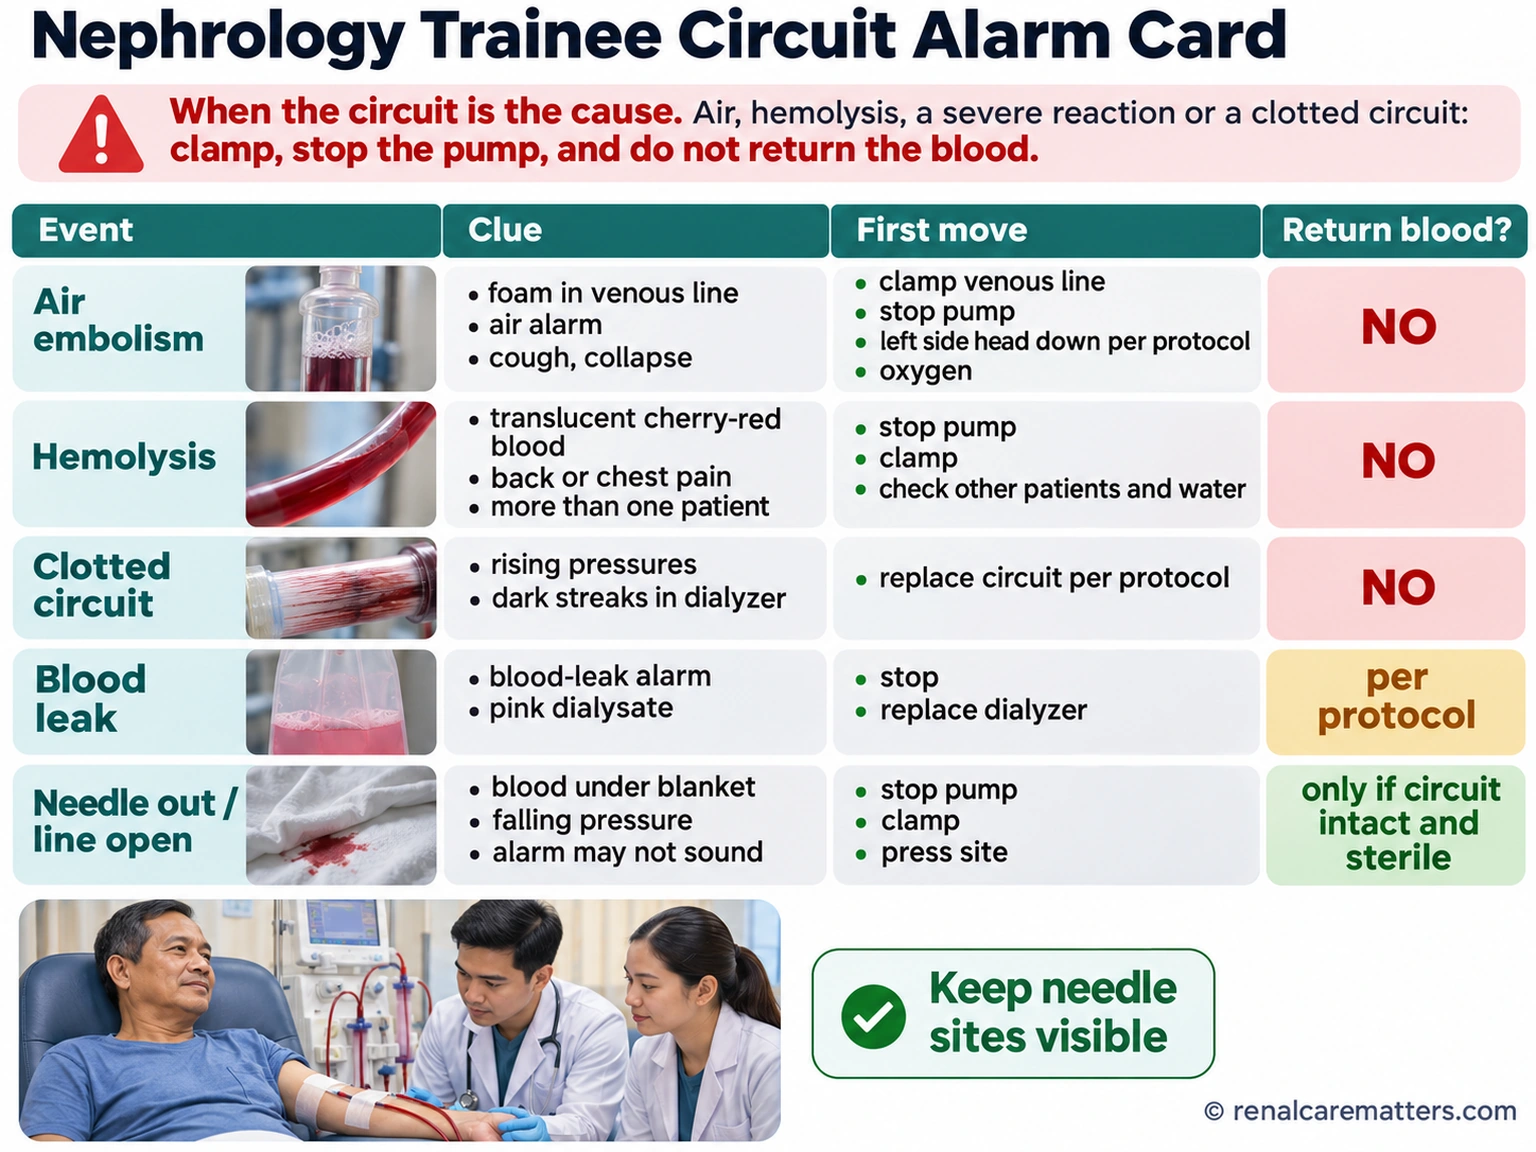 Nephrology Trainee Circuit Alarm Card
When the circuit is the cause. Air, hemolysis, a severe reaction or a clotted circuit:
clamp, stop the pump, and do not return the blood.
Event
Clue
First move
Return blood?
Air
embolism
• foam in venous line
• air alarm
• cough, collapse
• clamp venous line
• stop pump
• left side head down per protocol
• oxygen
NO
Hemolysis
• translucent cherry-red
blood
• back or chest pain
• more than one patient
• stop pump
• clamp
• check other patients and water
NO
Clotted
circuit
• rising pressures
• dark streaks in dialyzer
• replace circuit per protocol
NO
Blood
leak
• blood-leak alarm
• pink dialysate
• stop
• replace dialyzer
per
protocol
Needle out /
line open
• blood under blanket
• falling pressure
• alarm may not sound
• stop pump
• clamp
• press site
only if circuit
intact and
sterile
Keep needle
sites visible
© renalcarematters.com